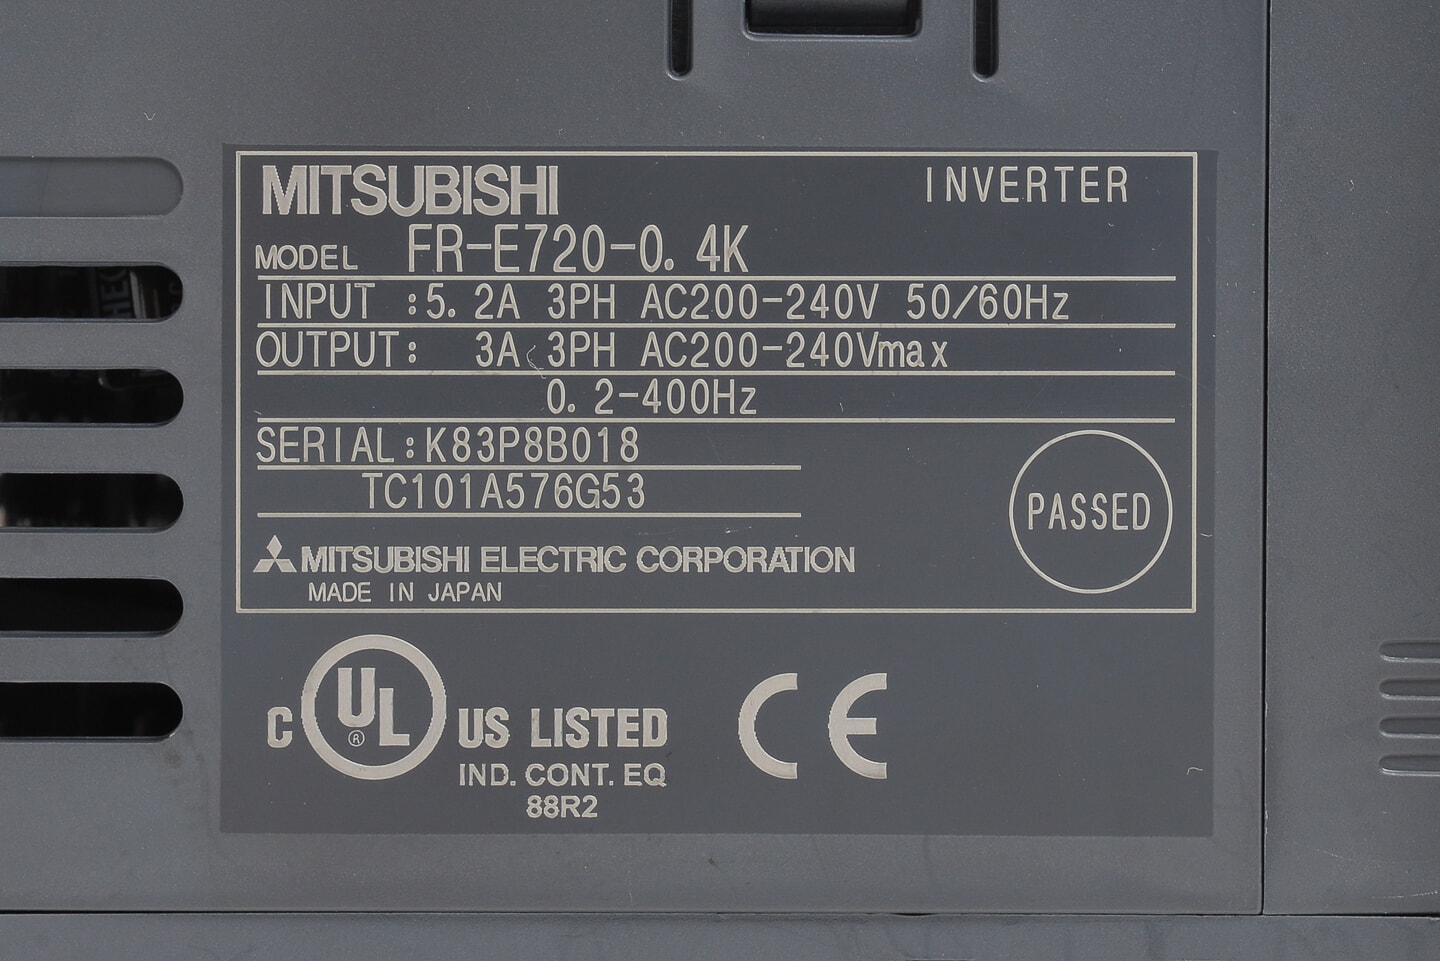 MITSUBISHI INVERTER
MODEL FR-E720-0.4K
INPUT :5.2A 3PH AC200-240V 50/60Hz
OUTPUT: 3A 3PH AC200-240Vmax
0.2-400Hz
SERIAL:K83P8B018
TC101A576G53
PASSED
MITSUBISHI ELECTRIC CORPORATION
MADE IN JAPAN
C UL ® US LISTED CE
IND. CONT. EQ
88R2